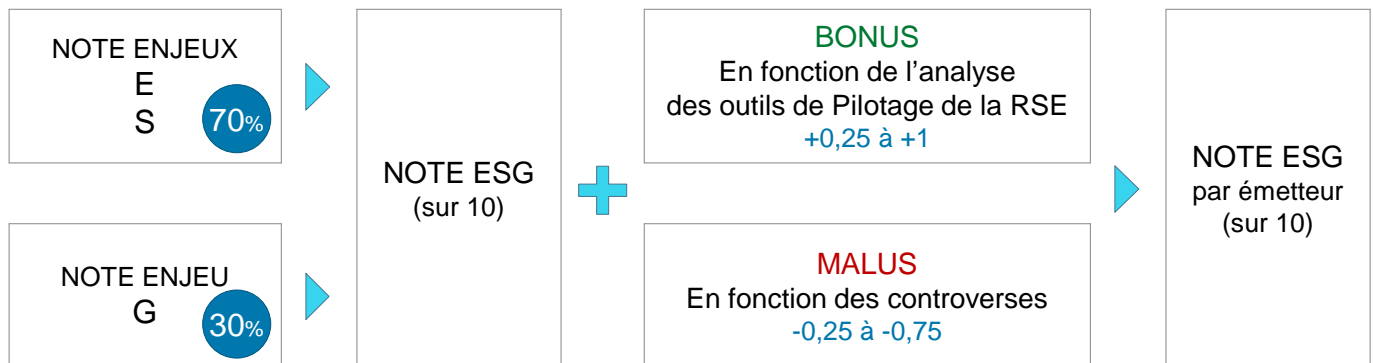 NOTE ENJEUX
E
S
70%
NOTE ENJEU
G
30%
NOTE ESG
(sur 10)
BONUS
En fonction de l’analyse
des outils de Pilotage de la RSE
+0,25 à +1
MALUS
En fonction des controverses
-0,25 à -0,75
NOTE ESG
par émetteur
(sur 10)